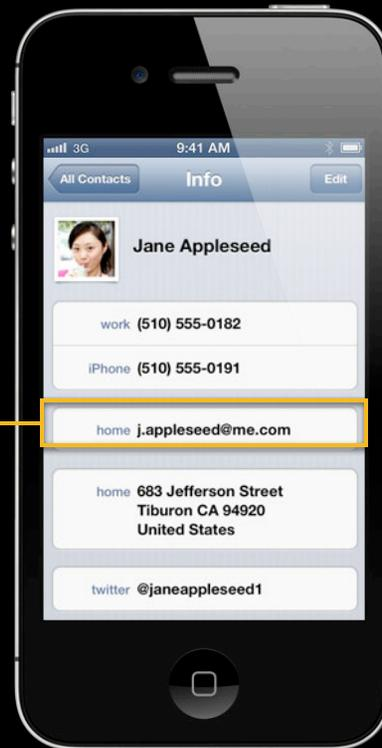 3G 9:41 AM
All Contacts Info Edit
Jane Appleseed
work (510) 555-0182
iPhone (510) 555-0191
home j.appleseed@me.com
home 683 Jefferson Street
Tiburon CA 94920
United States
twitter @janeappleseed1